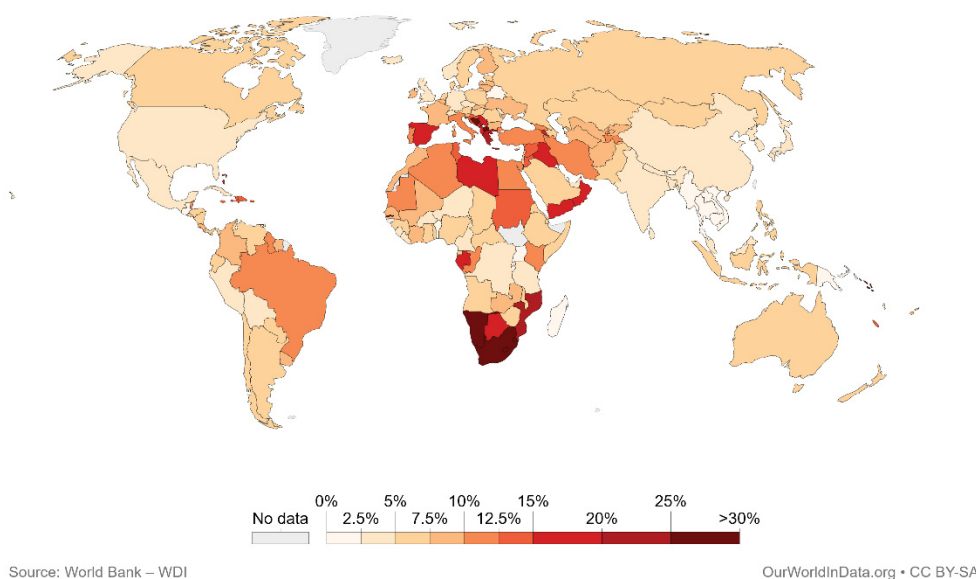 0% 5% 10% 15% 25%
No data 2.5% 7.5% 12.5% 20% >30%
Source: World Bank – WDI
OurWorldInData.org • CC BY-SA